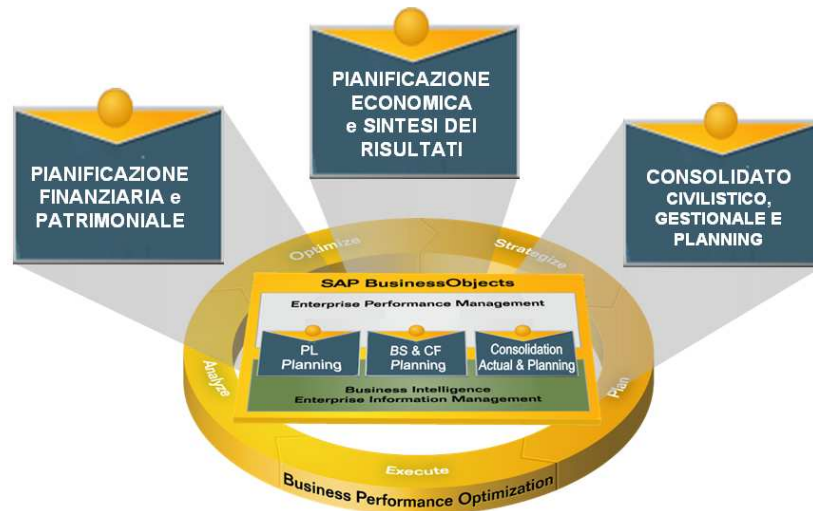 PIANIFICAZIONE
ECONOMICA
e SINTESI DEI
RISULTATI
PIANIFICAZIONE
FINANZIARIA e
PATRIMONIALE
CONSOLIDATO
CIVILISTICO,
GESTIONALE E
PLANNING
Optimize
Strategize
SAP BusinessObjects
Enterprise Performance Management
PL
Planning
BS & CF
Planning
Consolidation
Actual & Planning
Analyze
Plan
Business Intelligence
Enterprise Information Management
Execute
Business Performance Optimization